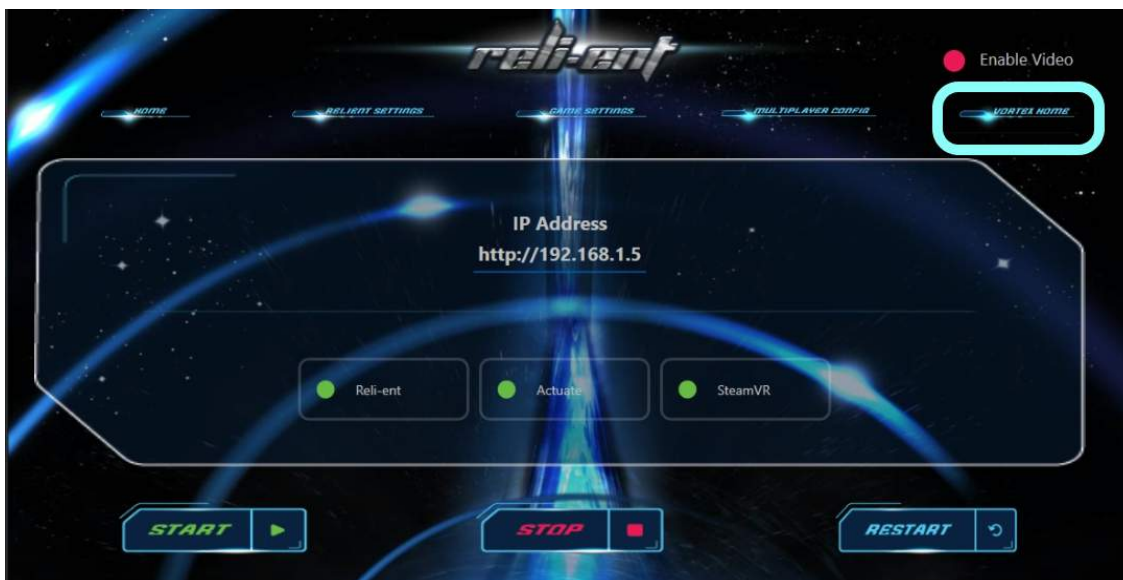 reli-ent
Enable Video
HOME
RELIENT SETTINGS
GAME SETTINGS
MULTIPLAYER CONFIG
VORTEX HOME
IP Address
http://192.168.1.5
Reli-ent
Actuate
SteamVR
START
STOP
RESTART